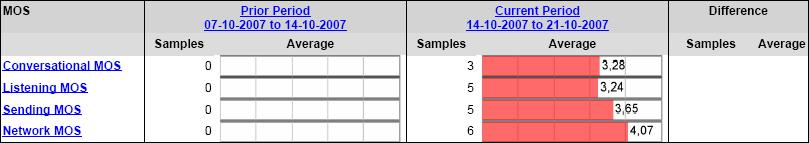 MOS Prior Period Current Period Difference
07-10-2007 to 14-10-2007 14-10-2007 to 21-10-2007
Samples Average Samples Average Samples Average
Conversational MOS 0 3 3,28
Listening MOS 0 5 3,24
Sending MOS 0 5 3,65
Network MOS 0 6 4,07